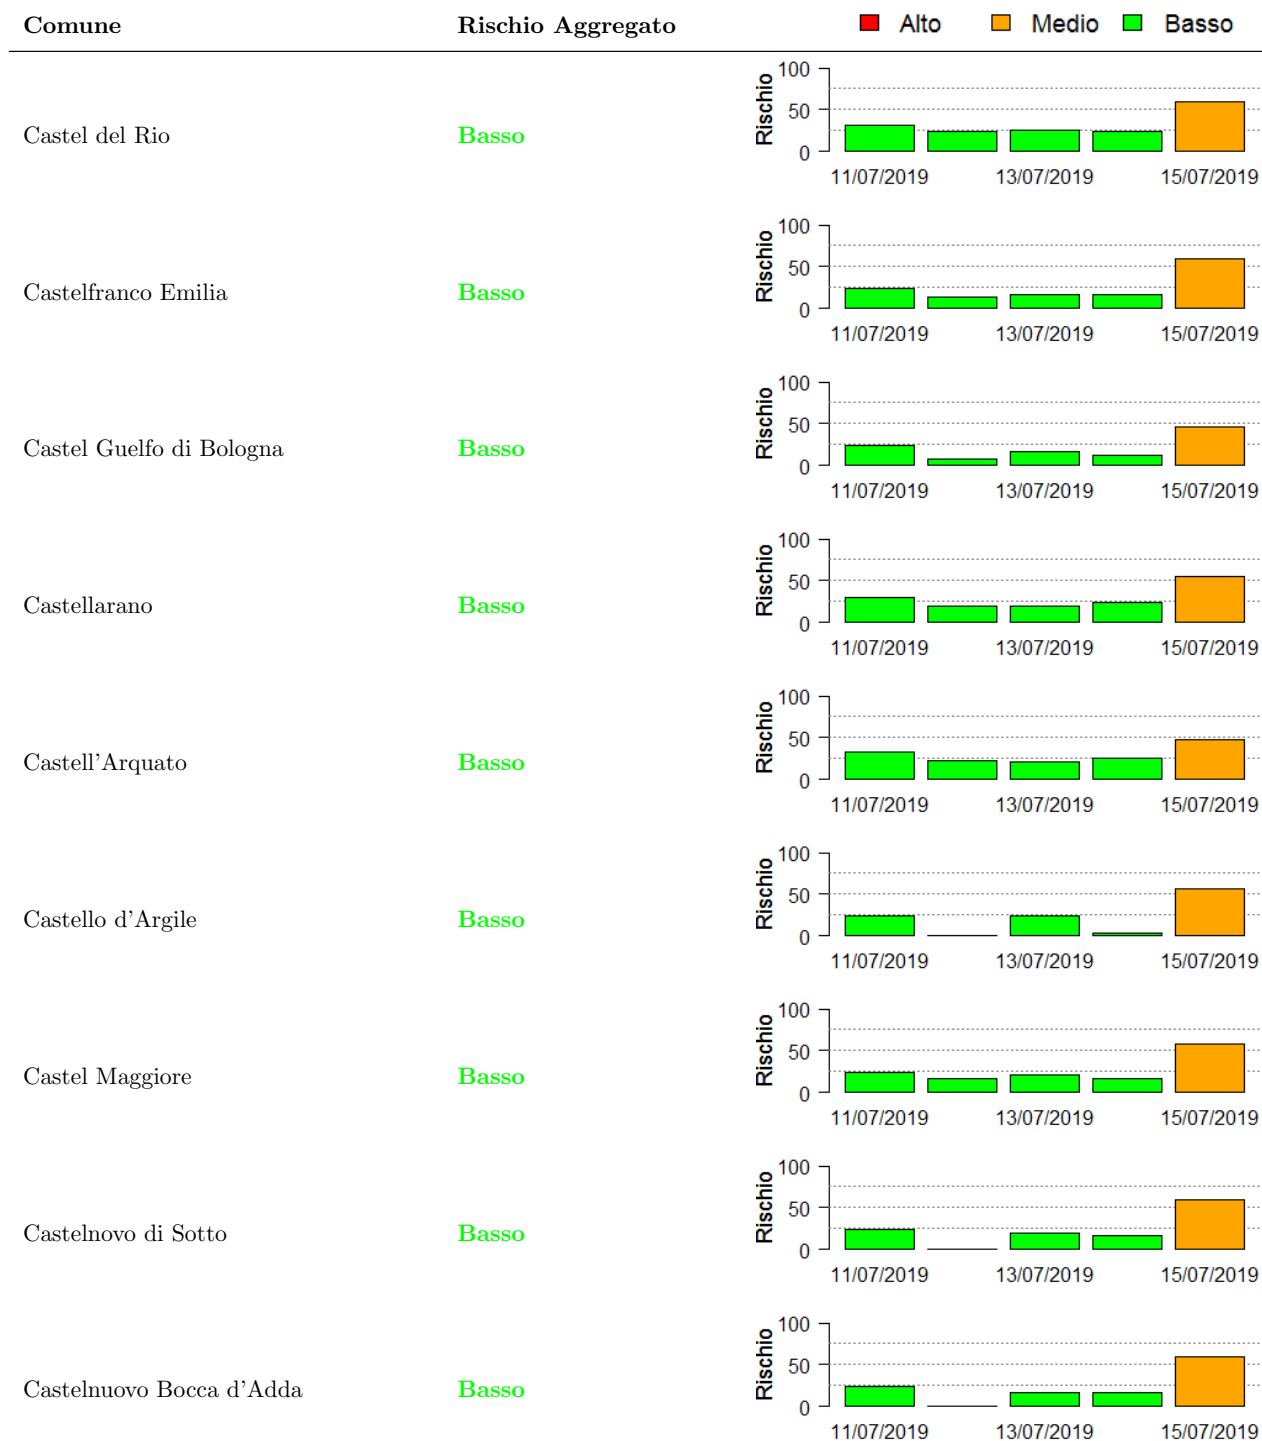 Comune Rischio Aggregato Alto Medio Basso
Castel del Rio Basso
Rischio
100
50
0
11/07/2019 13/07/2019 15/07/2019
Castelfranco Emilia Basso
Rischio
100
50
0
11/07/2019 13/07/2019 15/07/2019
Castel Guelfo di Bologna Basso
Rischio
100
50
0
11/07/2019 13/07/2019 15/07/2019
Castellarano Basso
Rischio
100
50
0
11/07/2019 13/07/2019 15/07/2019
Castell'Arquato Basso
Rischio
100
50
0
11/07/2019 13/07/2019 15/07/2019
Castello d'Argile Basso
Rischio
100
50
0
11/07/2019 13/07/2019 15/07/2019
Castel Maggiore Basso
Rischio
100
50
0
11/07/2019 13/07/2019 15/07/2019
Castelnovo di Sotto Basso
Rischio
100
50
0
11/07/2019 13/07/2019 15/07/2019
Castelnuovo Bocca d'Adda Basso
Rischio
100
50
0
11/07/2019 13/07/2019 15/07/2019